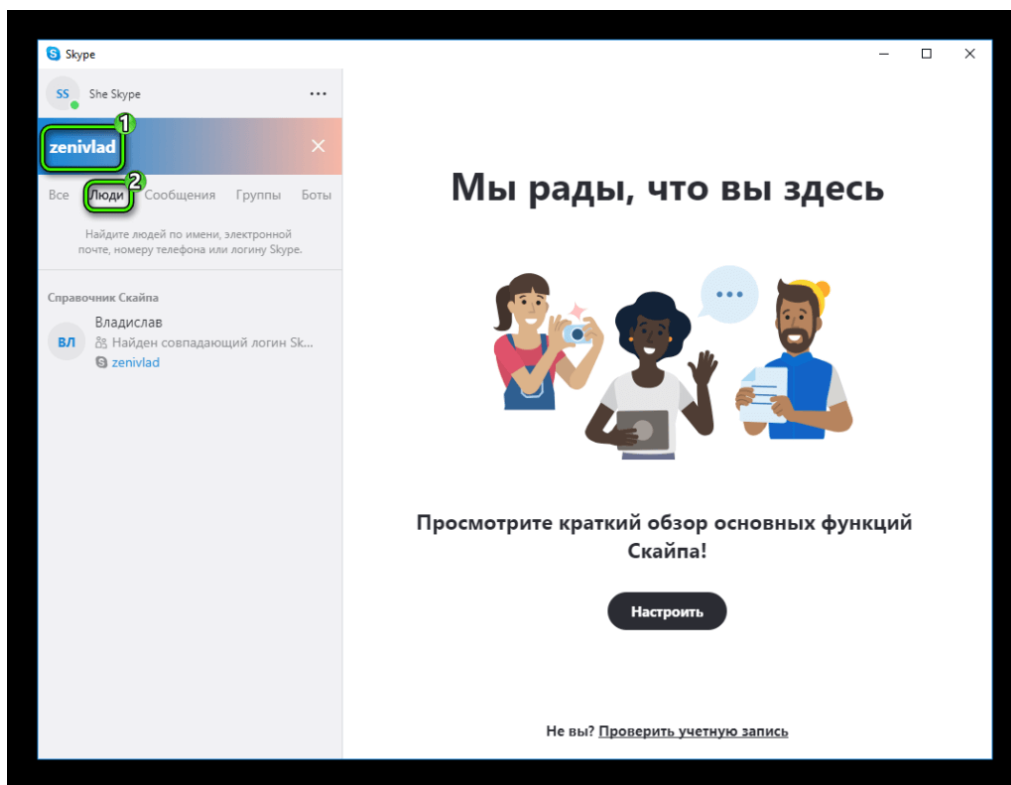 Skype
SS She Skype
1
zenivlad
2
Все Люди Сообщения Группы Боты
Найдите людей по имени, электронной
почте, номеру телефона или логину Skype.
Справочник Скайпа
Владислав
ВЛ Найден совпадающий логин Sk...
zenivlad
Мы рады, что вы здесь
Просмотрите краткий обзор основных функций
Скайпа!
Настроить
Не вы? Проверить учетную запись